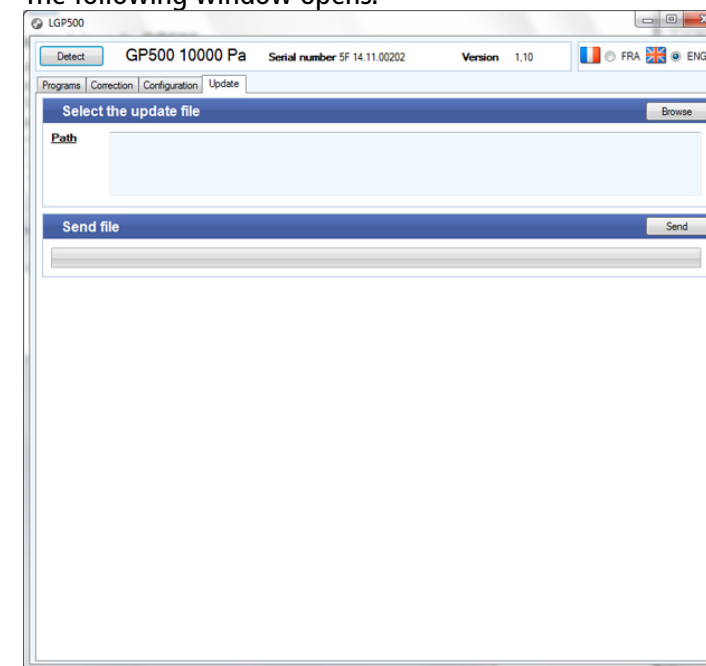 The following window opens:
LGP500
Detect GP500 10000 Pa Serial number 5F 14.11.00202 Version 1,10 FRA ENG
Programs Correction Configuration Update
Select the update file Browse
Path
Send file Send